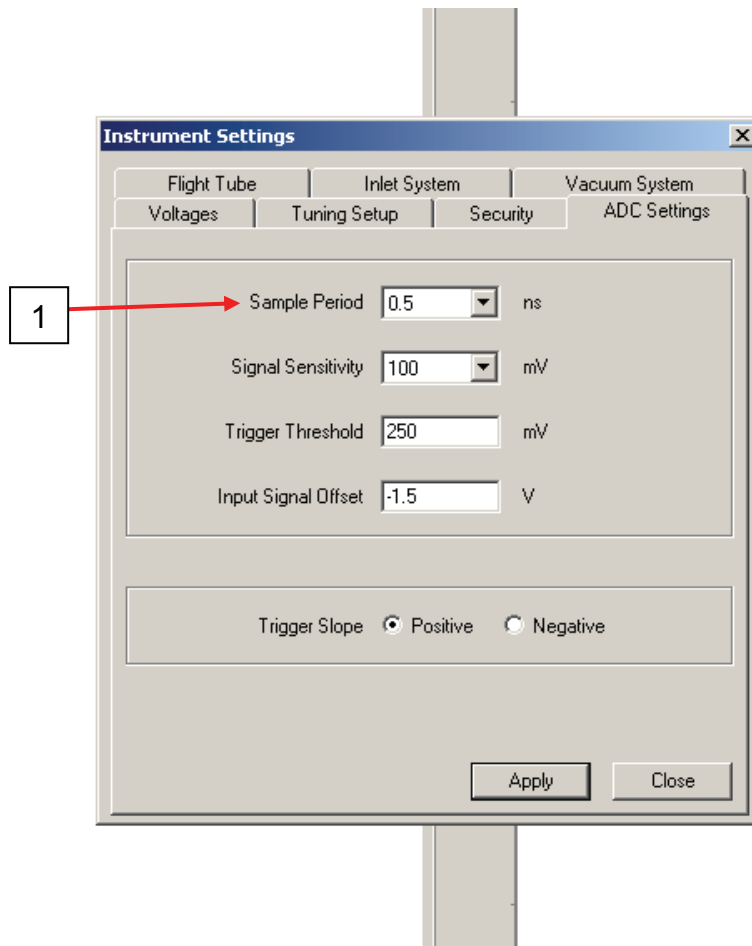 Instrument Settings
Flight Tube Inlet System Vacuum System
Voltages Tuning Setup Security ADC Settings
1
Sample Period 0.5 ns
Signal Sensitivity 100 mV
Trigger Threshold 250 mV
Input Signal Offset -1.5 V
Trigger Slope Positive Negative
Apply Close